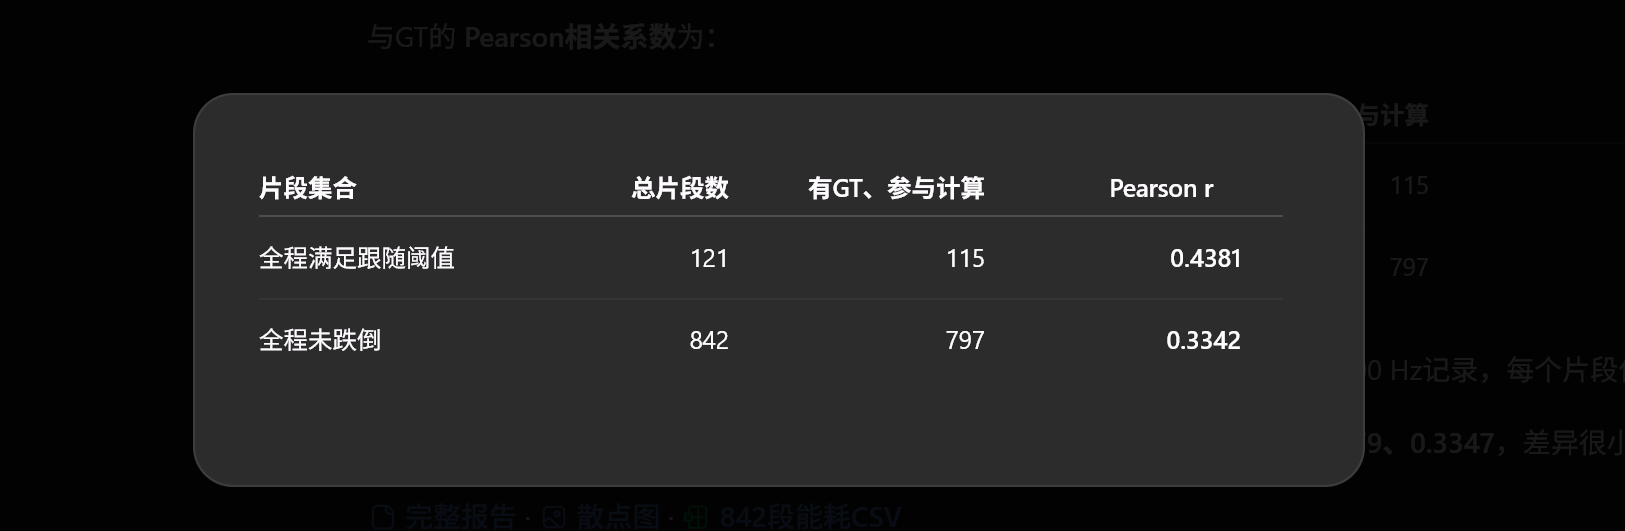 与GT的 Pearson相关系数为：
与计算
片段集合 总片段数 有GT、参与计算 Pearson r
115
全程满足跟随阈值 121 115 0.4381
797
全程未跌倒 842 797 0.3342
0 Hz记录，每个片段
9、0.3347，差异很小
完整报告 · 散点图 · 842段能耗CSV